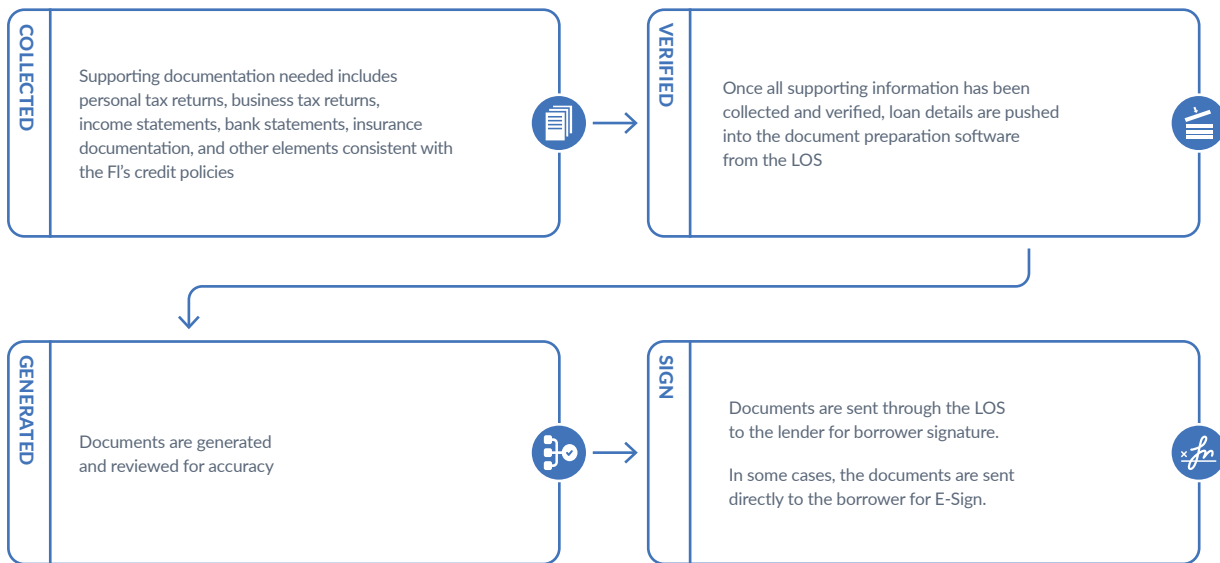 COLLECTED
Supporting documentation needed includes
personal tax returns, business tax returns,
income statements, bank statements, insurance
documentation, and other elements consistent with
the FI's credit policies
VERIFIED
Once all supporting information has been
collected and verified, loan details are pushed
into the document preparation software
from the LOS
GENERATED
Documents are generated
and reviewed for accuracy
SIGN
Documents are sent through the LOS
to the lender for borrower signature.
In some cases, the documents are sent
directly to the borrower for E-Sign.